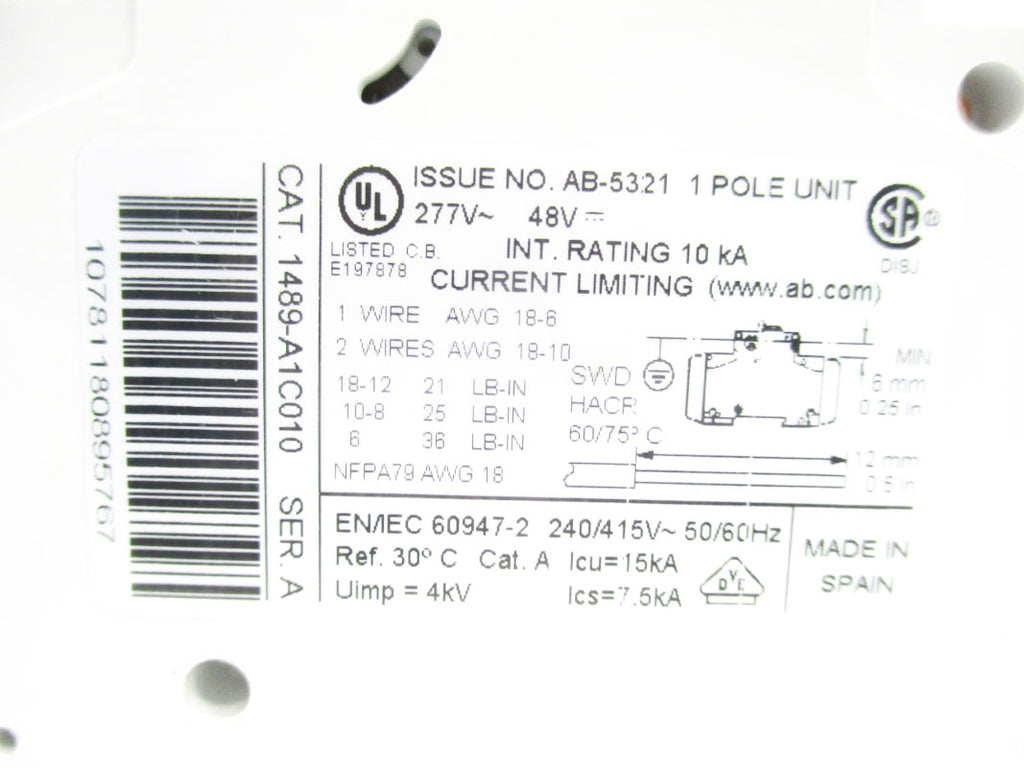 10781180895767
CAT. 1489-A1C010 SER. A
UL
ISSUE NO. AB-5321 1 POLE UNIT
277V~ 48V⎓
LISTED C.B.
E197878
INT. RATING 10 kA
CURRENT LIMITING (www.ab.com)
SA
DISJ
1 WIRE AWG 18-6
2 WIRES AWG 18-10
18-12 21 LB-IN
10-8 25 LB-IN
6 36 LB-IN
NFPA79 AWG 18
SWD
HACR
60/75° C
MIN
6 mm
0.25 in
12 mm
0.5 in
EN/IEC 60947-2 240/415V~ 50/60Hz
Ref. 30° C Cat. A Icu=15kA
Uimp = 4kV Ics=7.5kA
DVE
MADE IN
SPAIN